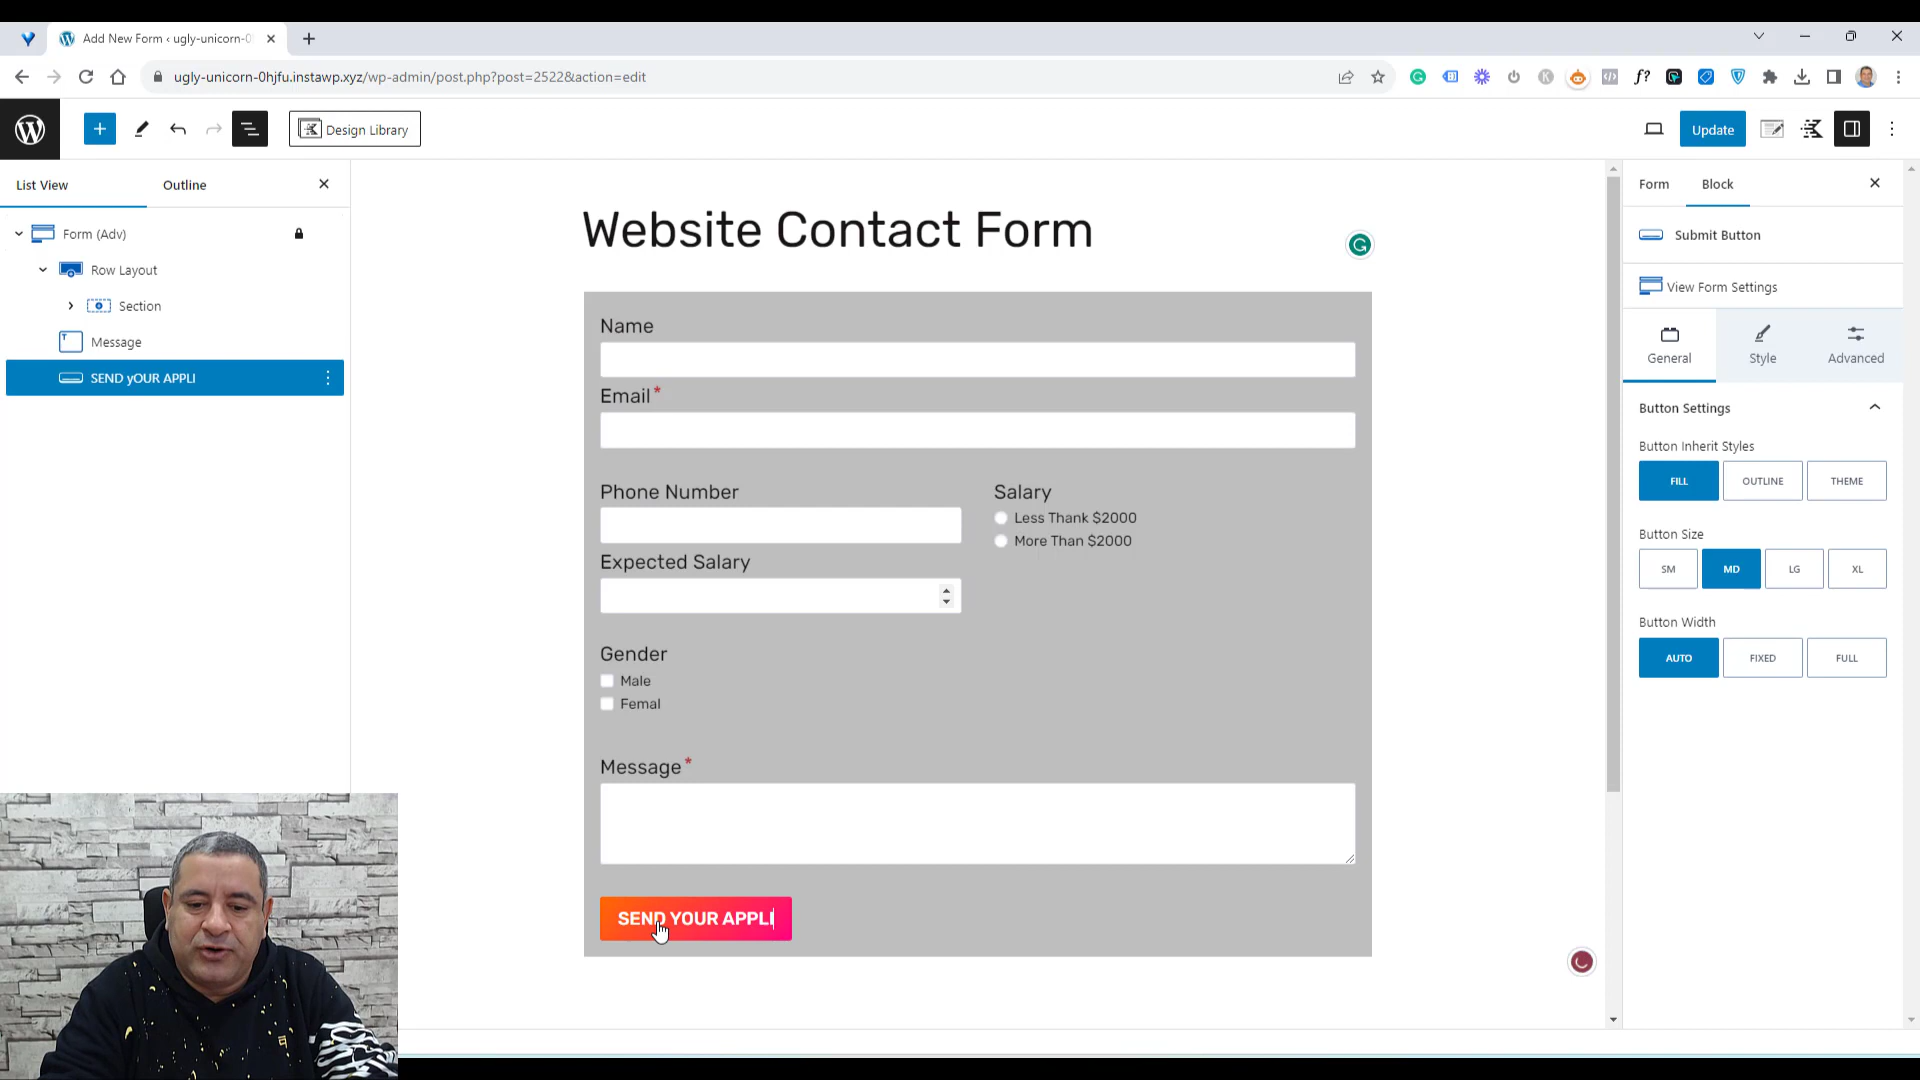 Add New Form ‹ ugly-unicorn-0
ugly-unicorn-0hjfu.instawp.xyz/wp-admin/post.php?post=2522&action=edit
f?
Design Library
Update
List View
Outline
Form
Block
Form (Adv)
Row Layout
Section
Message
SEND yOUR APPLI
Website Contact Form
Name
Email *
Phone Number
Salary
Less Thank $2000
More Than $2000
Expected Salary
Gender
Male
Femal
Message *
SEND YOUR APPLI
Submit Button
View Form Settings
General
Style
Advanced
Button Settings
Button Inherit Styles
FILL
OUTLINE
THEME
Button Size
SM
MD
LG
XL
Button Width
AUTO
FIXED
FULL